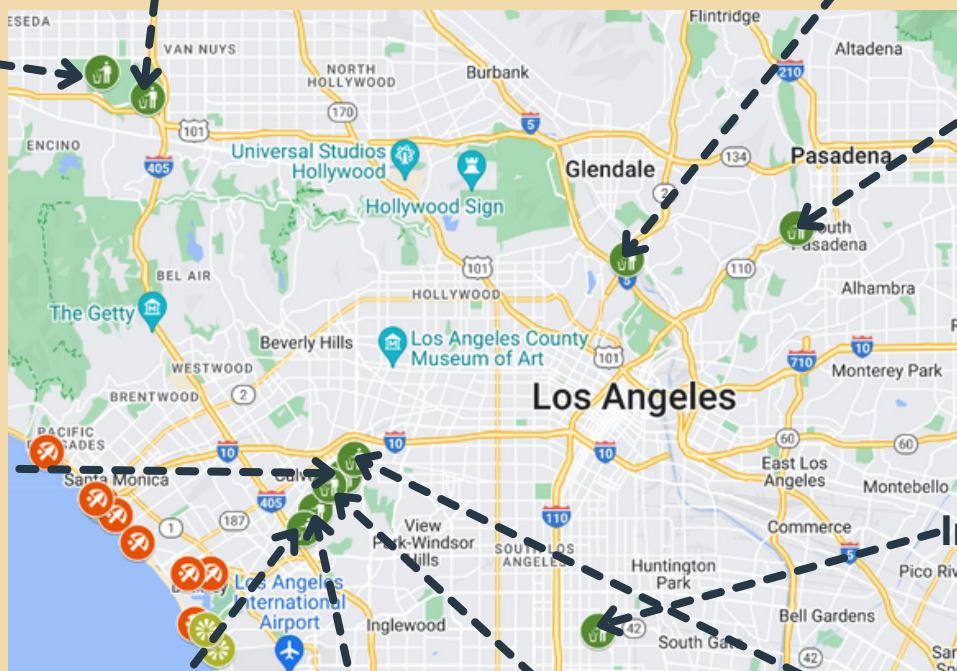 ESEDA
Flintridge
VAN NUYS
Altadena
NORTH
HOLLYWOOD
Burbank
210
170
101
5
ENCINO
405
Universal Studios
Hollywood
Glendale
134
Pasadena
2
Hollywood Sign
South
Pasadena
BEL AIR
101
5
110
HOLLYWOOD
Alhambra
The Getty
Beverly Hills
Los Angeles County
Museum of Art
101
710
10
WESTWOOD
Monterey Park
2
BRENTWOOD
Los Angeles
PACIFIC
10
10
10
60
60
Santa Monica
405
East Los
Angeles
Montebello
1
187
View
Park-Windsor
Hills
110
SOUTH LOS
ANGELES
Commerce
5
In
Huntington
Park
Pico Riv
Los Angeles
International
Airport
Inglewood
42
South Gate
Bell Gardens
42